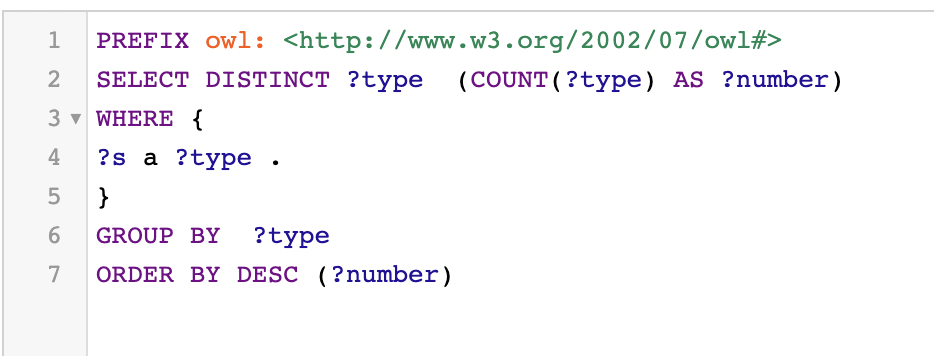 1 PREFIX owl: <http://www.w3.org/2002/07/owl#>
2 SELECT DISTINCT ?type  (COUNT(?type) AS ?number)
3 ▾ WHERE {
4 ?s a ?type .
5 }
6 GROUP BY  ?type
7 ORDER BY DESC (?number)